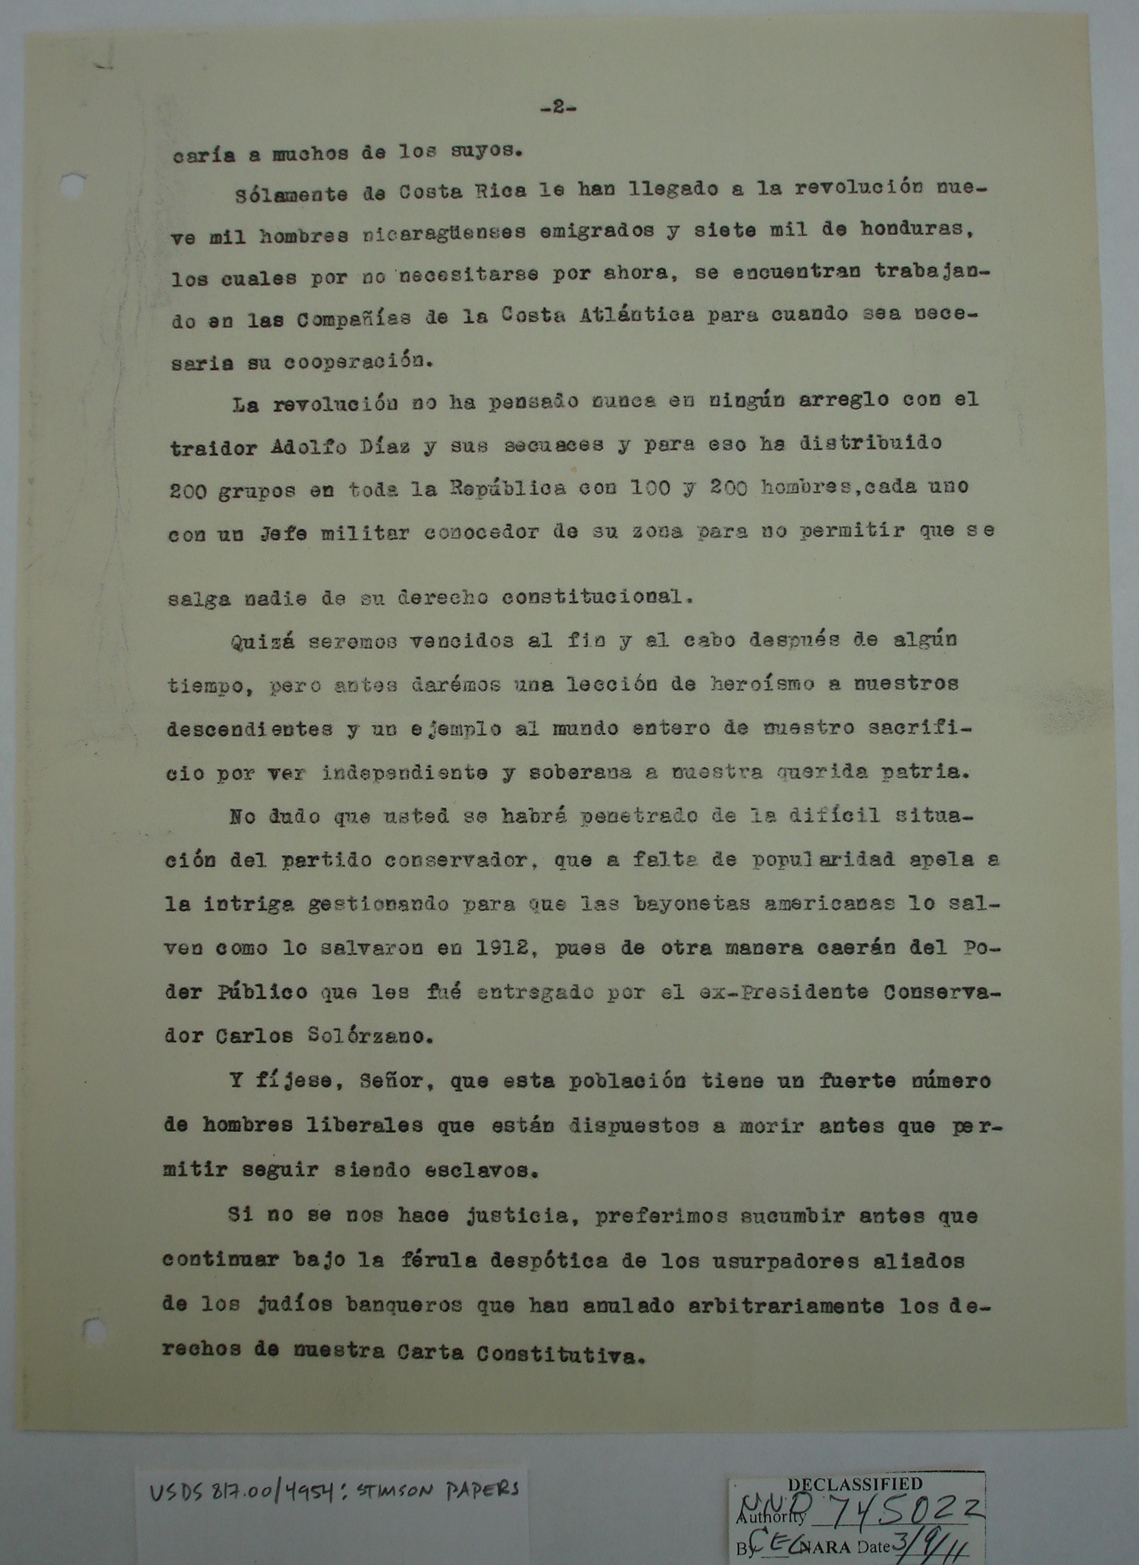 -2-
caría a muchos de los suyos.
Sólamente de Costa Rica le han llegado a la revolución nue-
ve mil hombres nicaragüenses emigrados y siete mil de honduras,
los cuales por no necesitarse por ahora, se encuentran trabajan-
do en las Compañías de la Costa Atlántica para cuando sea nece-
saria su cooperación.
La revolución no ha pensado nunca en ningún arreglo con el
traidor Adolfo Díaz y sus secuaces y para eso ha distribuido
200 grupos en toda la República con 100 y 200 hombres,cada uno
con un Jefe militar conocedor de su zona para no permitir que se
salga nadie de su derecho constitucional.
Quizá seremos vencidos al fin y al cabo después de algún
tiempo, pero antes darémos una lección de heroísmo a nuestros
descendientes y un ejemplo al mundo entero de nuestro sacrifi-
cio por ver independiente y soberana a nuestra querida patria.
No dudo que usted se habrá penetrado de la difícil situa-
ción del partido conservador, que a falta de popularidad apela a
la intriga gestionando para que las bayonetas americanas lo sal-
ven como lo salvaron en 1912, pues de otra manera caerán del Po-
der Público que les fué entregado por el ex-Presidente Conserva-
dor Carlos Solórzano.
Y fíjese, Señor, que esta población tiene un fuerte número
de hombres liberales que están dispuestos a morir antes que per-
mitir seguir siendo esclavos.
Si no se nos hace justicia, preferimos sucumbir antes que
continuar bajo la férula despótica de los usurpadores aliados
de los judíos banqueros que han anulado arbitrariamente los de-
rechos de nuestra Carta Constitutiva.
USDS 817.00/4954: STIMSON PAPERS
DECLASSIFIED
Authority NND 745022
By CEC NARA Date 3/9/11